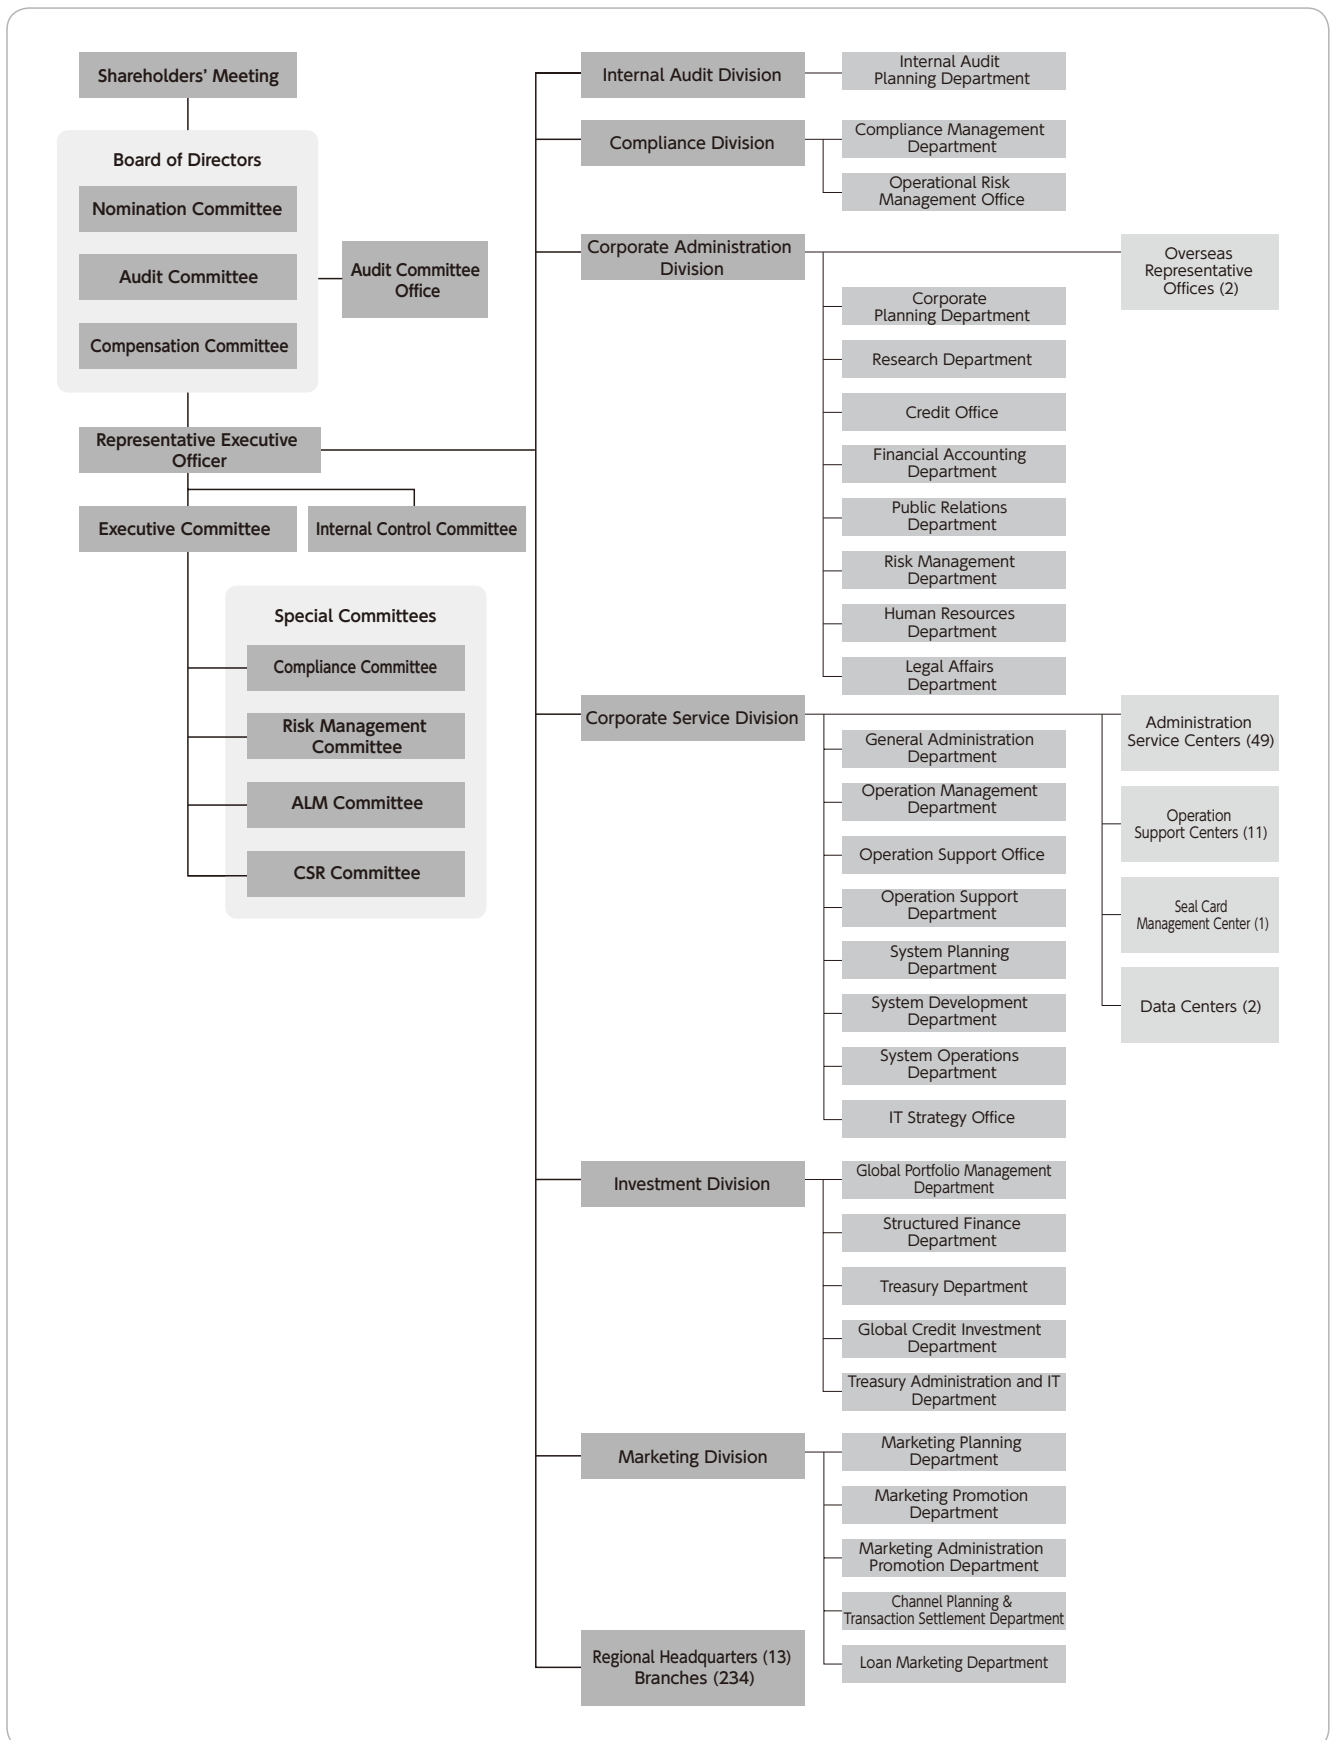 Shareholders' Meeting
Board of Directors
Nomination Committee
Audit Committee
Compensation Committee
Audit Committee
Office
Representative Executive
Officer
Executive Committee
Internal Control Committee
Special Committees
Compliance Committee
Risk Management
Committee
ALM Committee
CSR Committee
Internal Audit Division
Internal Audit
Planning Department
Compliance Division
Compliance Management
Department
Operational Risk
Management Office
Corporate Administration
Division
Overseas
Representative
Offices (2)
Corporate
Planning Department
Research Department
Credit Office
Financial Accounting
Department
Public Relations
Department
Risk Management
Department
Human Resources
Department
Legal Affairs
Department
Corporate Service Division
General Administration
Department
Operation Management
Department
Operation Support Office
Operation Support
Department
System Planning
Department
System Development
Department
System Operations
Department
IT Strategy Office
Administration
Service Centers (49)
Operation
Support Centers (11)
Seal Card
Management Center (1)
Data Centers (2)
Investment Division
Global Portfolio Management
Department
Structured Finance
Department
Treasury Department
Global Credit Investment
Department
Treasury Administration and IT
Department
Marketing Division
Marketing Planning
Department
Marketing Promotion
Department
Marketing Administration
Promotion Department
Channel Planning &
Transaction Settlement Department
Loan Marketing Department
Regional Headquarters (13)
Branches (234)